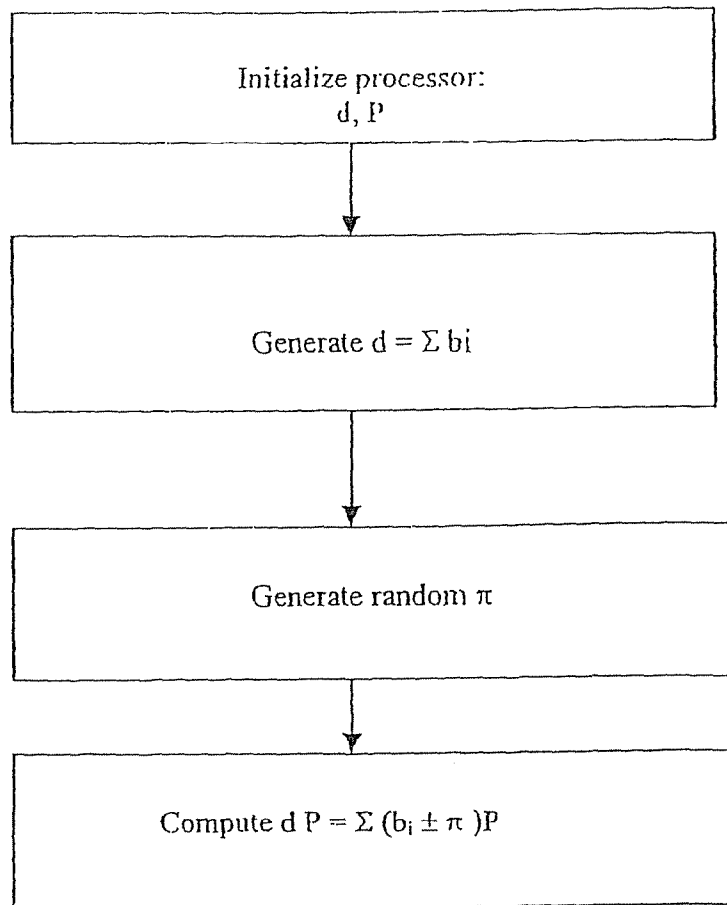 Initialize processor:
d, P
Generate d = Σ bi
Generate random π
Compute d P = Σ (bᵢ ± π )P